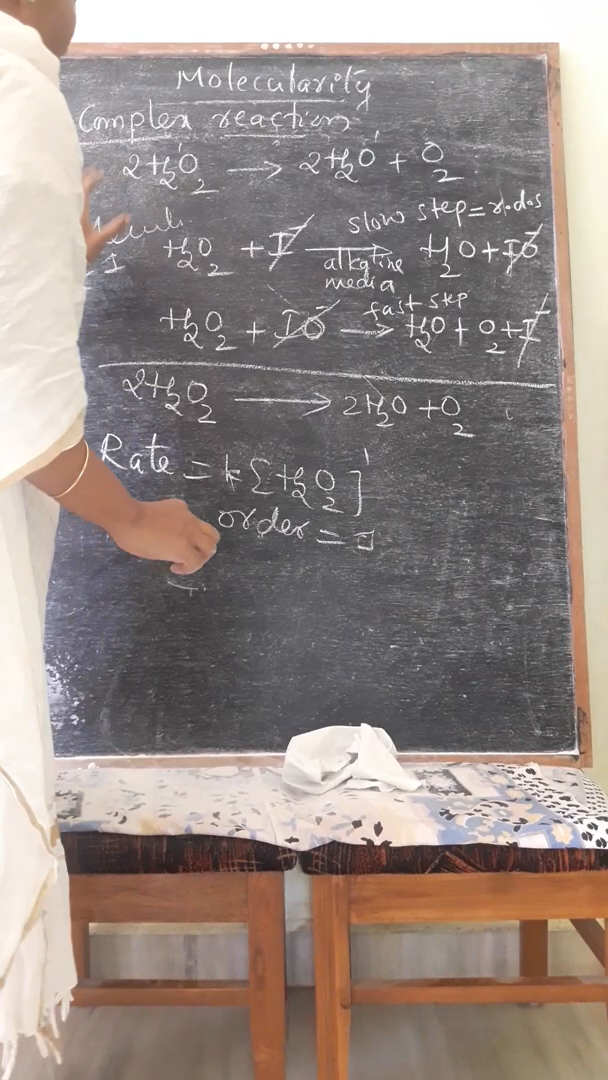 Molecularity
Complex reactions
2H2O2 → 2H2O + O2
slow step = r.d.s
H2O2 + I⁻ → H2O + IO⁻
alkaline
media
fast step
H2O2 + IO⁻ → H2O + O2 + I⁻
2H2O2 → 2H2O + O2
Rate = k[H2O2]¹
order = I